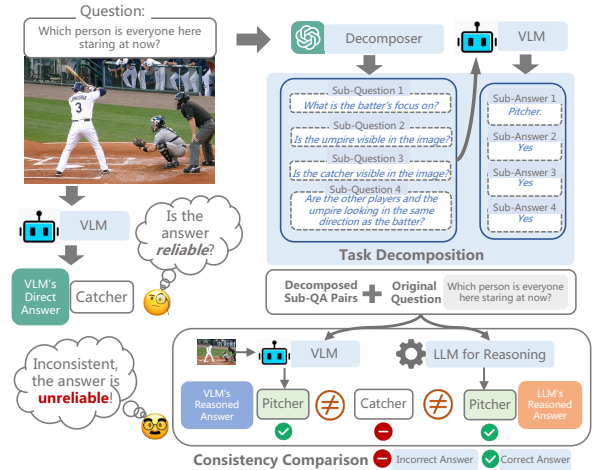 Question:
Which person is everyone here
staring at now?
Decomposer
VLM
Sub-Question 1
What is the batter's focus on?
Sub-Question 2
Is the umpire visible in the image?
Sub-Question 3
Is the catcher visible in the image?
Sub-Question 4
Are the other players and the
umpire looking in the same
direction as the batter?
Sub-Answer 1
Pitcher.
Sub-Answer 2
Yes
Sub-Answer 3
Yes
Sub-Answer 4
Yes
Task Decomposition
3
VLM
Is the
answer
reliable?
VLM's
Direct
Answer
Catcher
Decomposed
Sub-QA Pairs
Original
Question
Which person is everyone
here staring at now?
Inconsistent,
the answer is
unreliable!
VLM
LLM for Reasoning
VLM's
Reasoned
Answer
Pitcher
≠
Catcher
≠
Pitcher
LLM's
Reasoned
Answer
Consistency Comparison
Incorrect Answer
Correct Answer